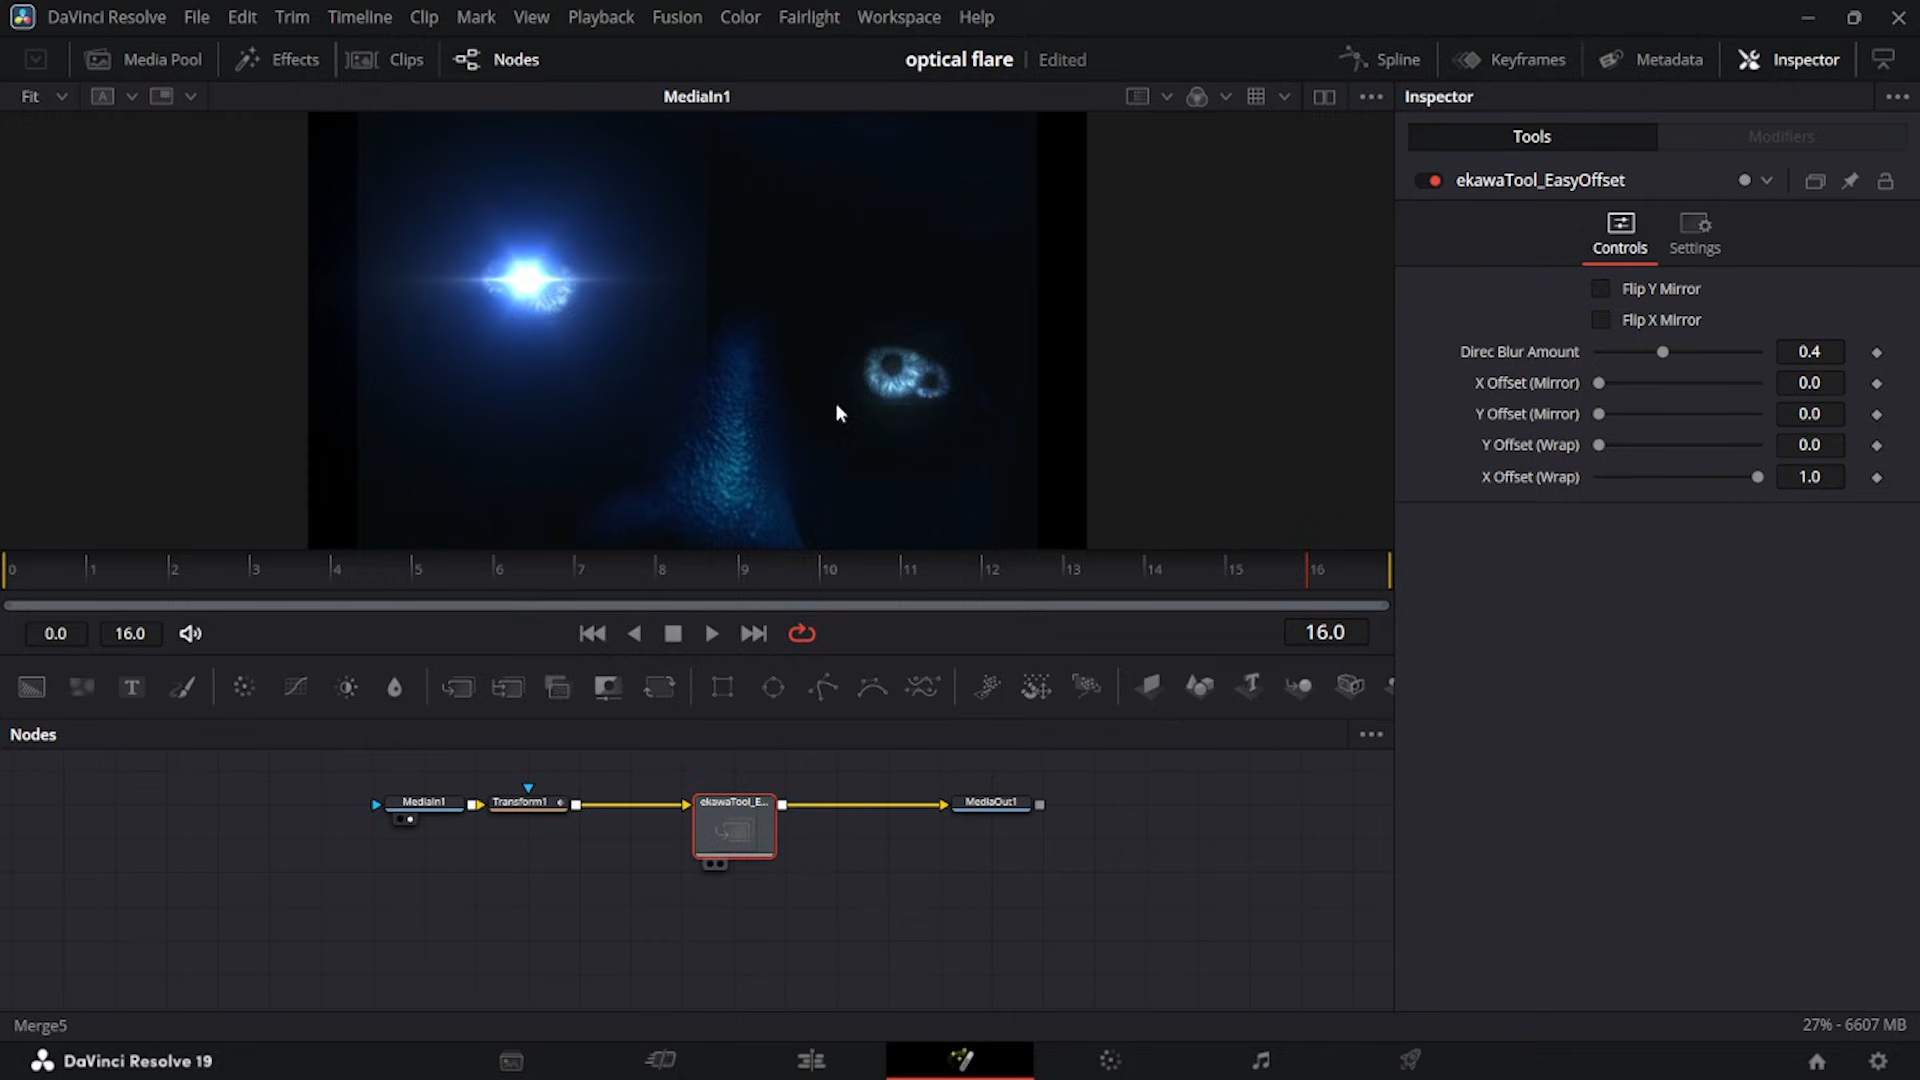 DaVinci Resolve File Edit Trim Timeline Clip Mark View Playback Fusion Color Fairlight Workspace Help
Media Pool Effects Clips Nodes optical flare Edited Spline Keyframes Metadata Inspector
Fit A MediaIn1 Inspector
Tools Modifiers
ekawaTool_EasyOffset
Controls Settings
Flip Y Mirror
Flip X Mirror
Direc Blur Amount 0.4
X Offset (Mirror) 0.0
Y Offset (Mirror) 0.0
Y Offset (Wrap) 0.0
X Offset (Wrap) 1.0
0 1 2 3 4 5 6 7 8 9 10 11 12 13 14 15 16
0.0 16.0 16.0
T T
Nodes
MediaIn1 Transform1 ekawaTool_E... MediaOut1
Merge5 27% - 6607 MB
DaVinci Resolve 19